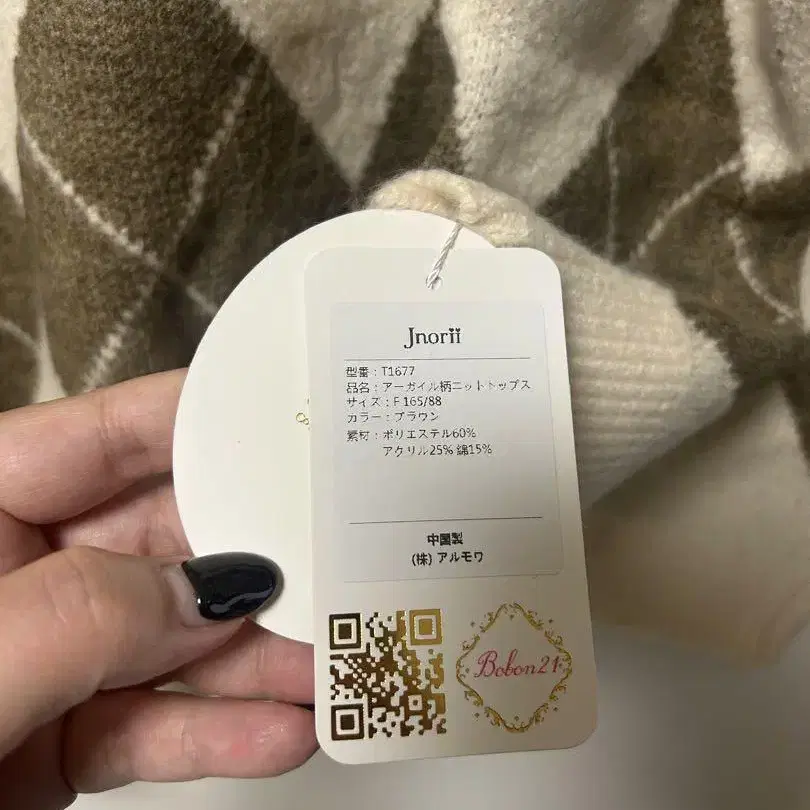 Jnorii
型番：T1677
品名：アーガイル柄ニットトップス
サイズ：F 165/88
カラー：ブラウン
素材：ポリエステル60%
アクリル25% 綿15%
中国製
(株) アルモワ
Bobon21